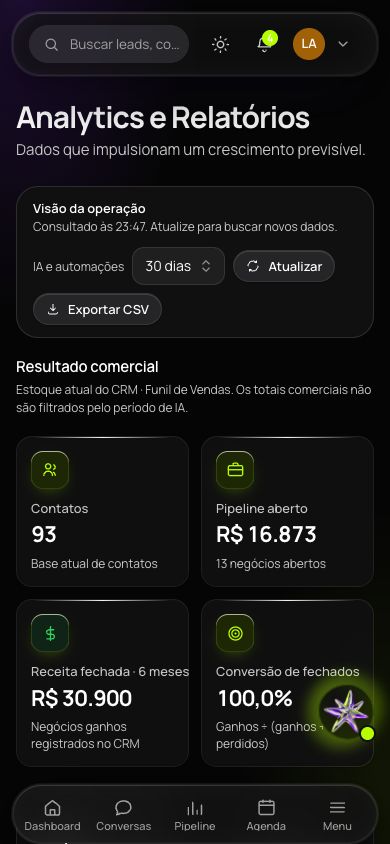 Buscar leads, co...
4
LA
Analytics e Relatórios
Dados que impulsionam um crescimento previsível.
Visão da operação
Consultado às 23:47. Atualize para buscar novos dados.
IA e automações
30 dias
Atualizar
Exportar CSV
Resultado comercial
Estoque atual do CRM · Funil de Vendas. Os totais comerciais não
são filtrados pelo período de IA.
Contatos
93
Base atual de contatos
Pipeline aberto
R$ 16.873
13 negócios abertos
Receita fechada · 6 meses
R$ 30.900
Negócios ganhos
registrados no CRM
Conversão de fechados
100,0%
Ganhos ÷ (ganhos +
perdidos)
Dashboard
Conversas
Pipeline
Agenda
Menu